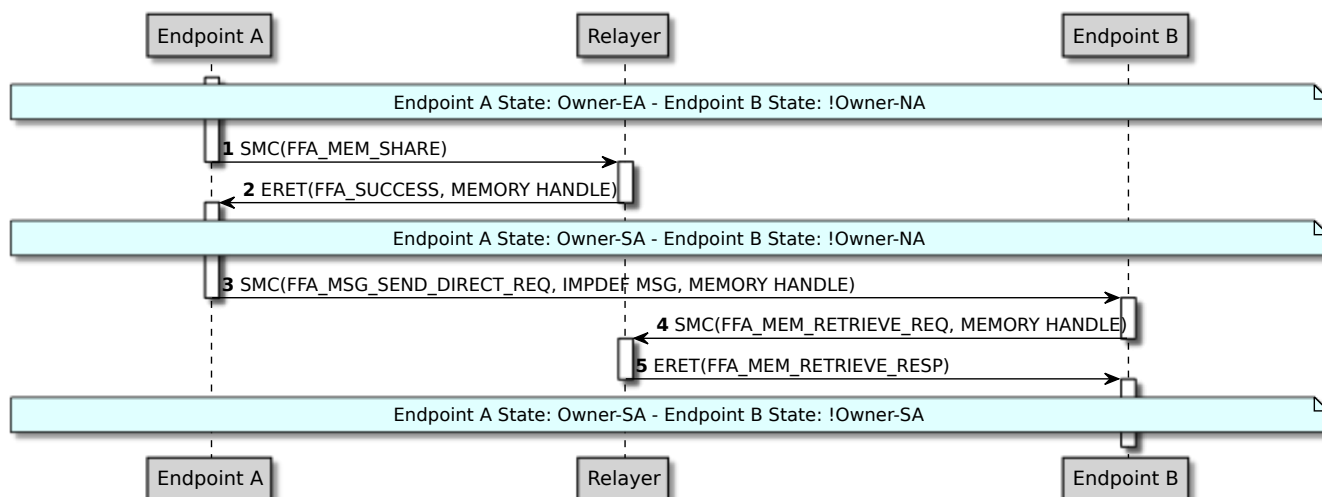 Endpoint A Relayer Endpoint B
Endpoint A State: Owner-EA - Endpoint B State: !Owner-NA
1 SMC(FFA_MEM_SHARE)
2 ERET(FFA_SUCCESS, MEMORY HANDLE)
Endpoint A State: Owner-SA - Endpoint B State: !Owner-NA
3 SMC(FFA_MSG_SEND_DIRECT_REQ, IMPDEF MSG, MEMORY HANDLE)
4 SMC(FFA_MEM_RETRIEVE_REQ, MEMORY HANDLE)
5 ERET(FFA_MEM_RETRIEVE_RESP)
Endpoint A State: Owner-SA - Endpoint B State: !Owner-SA
Endpoint A Relayer Endpoint B